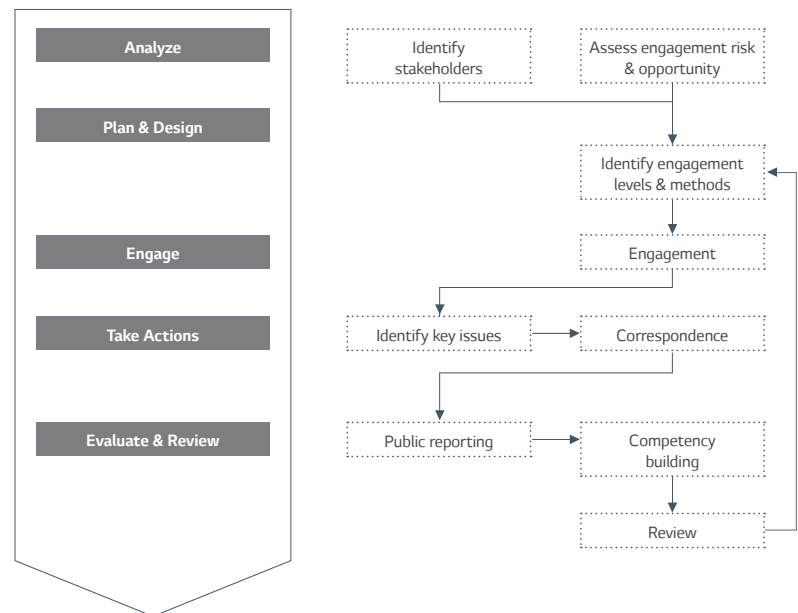 Analyze
Identify
stakeholders
Assess engagement risk
& opportunity
Plan & Design
Identify engagement
levels & methods
Engage
Engagement
Take Actions
Identify key issues
Correspondence
Evaluate & Review
Public reporting
Competency
building
Review